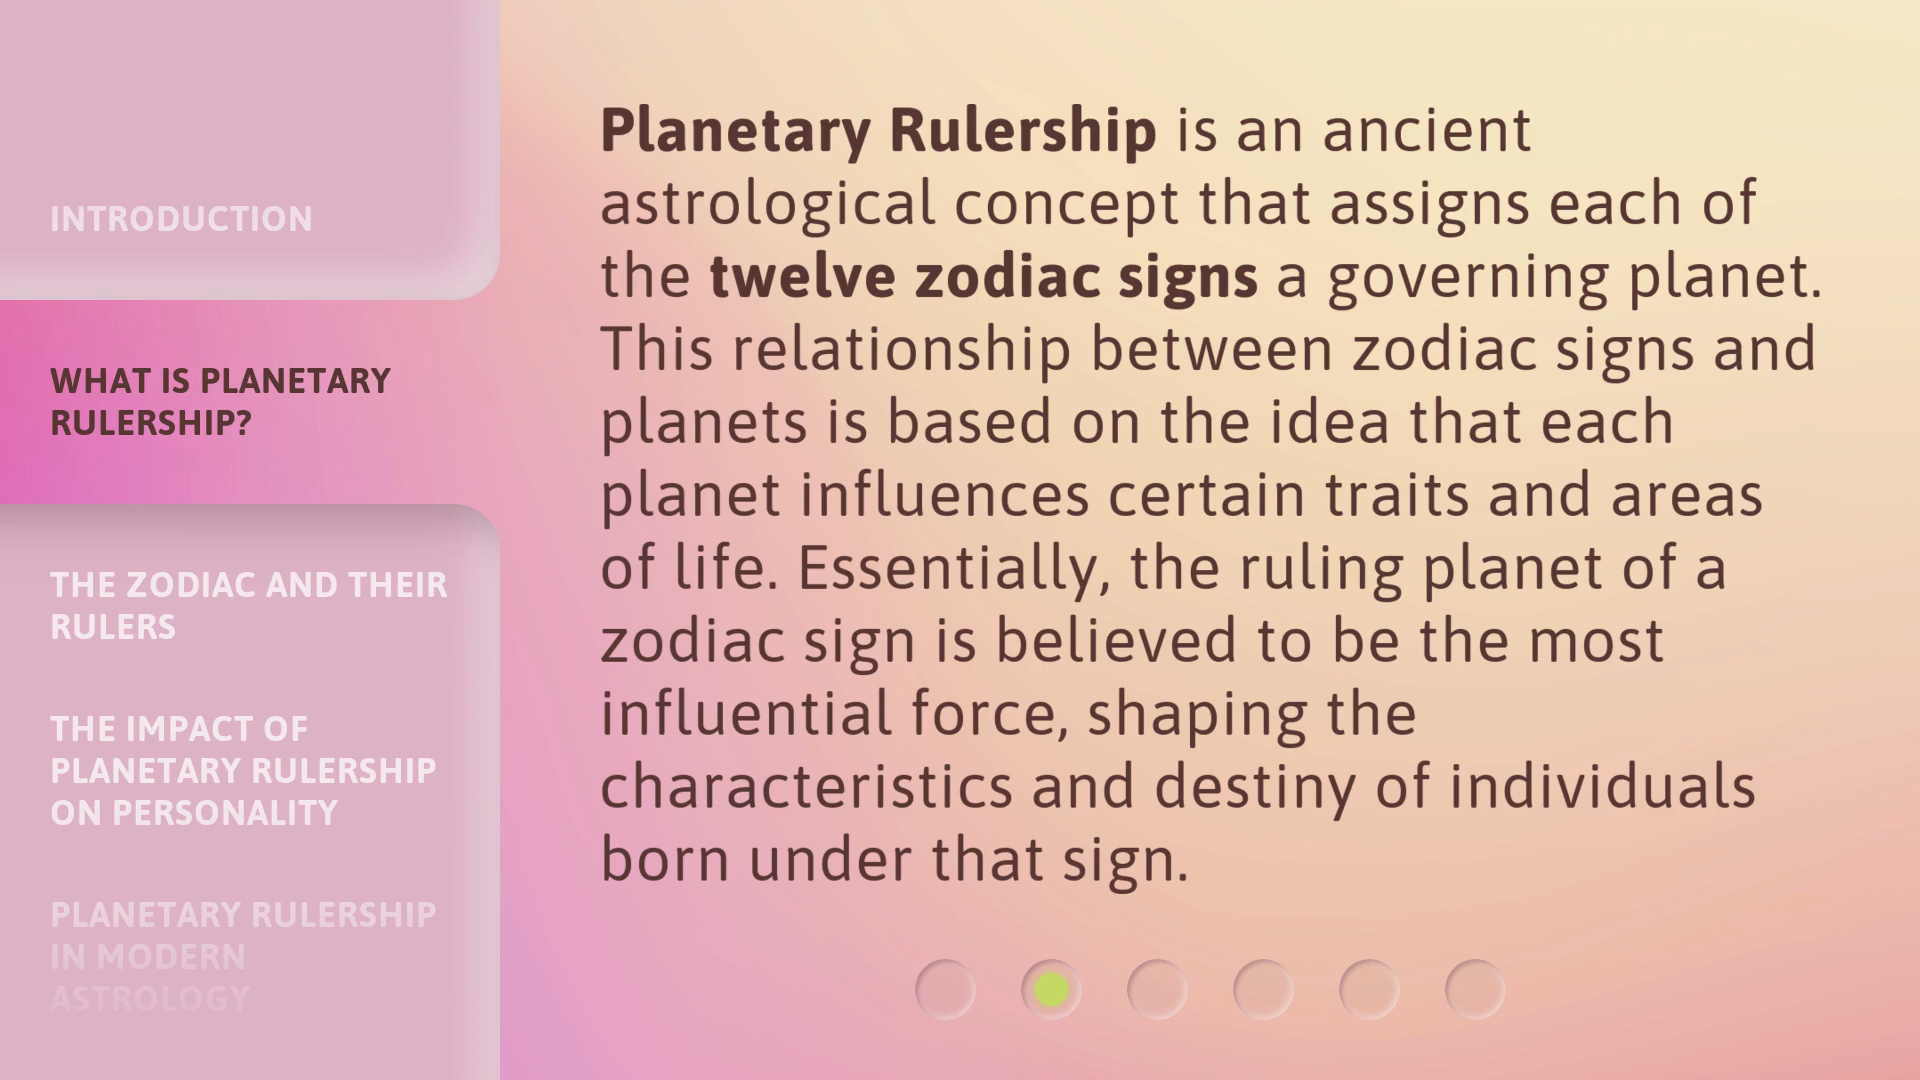 INTRODUCTION
WHAT IS PLANETARY
RULERSHIP?
THE ZODIAC AND THEIR
RULERS
THE IMPACT OF
PLANETARY RULERSHIP
ON PERSONALITY
PLANETARY RULERSHIP
IN MODERN
ASTROLOGY
Planetary Rulership is an ancient
astrological concept that assigns each of
the twelve zodiac signs a governing planet.
This relationship between zodiac signs and
planets is based on the idea that each
planet influences certain traits and areas
of life. Essentially, the ruling planet of a
zodiac sign is believed to be the most
influential force, shaping the
characteristics and destiny of individuals
born under that sign.